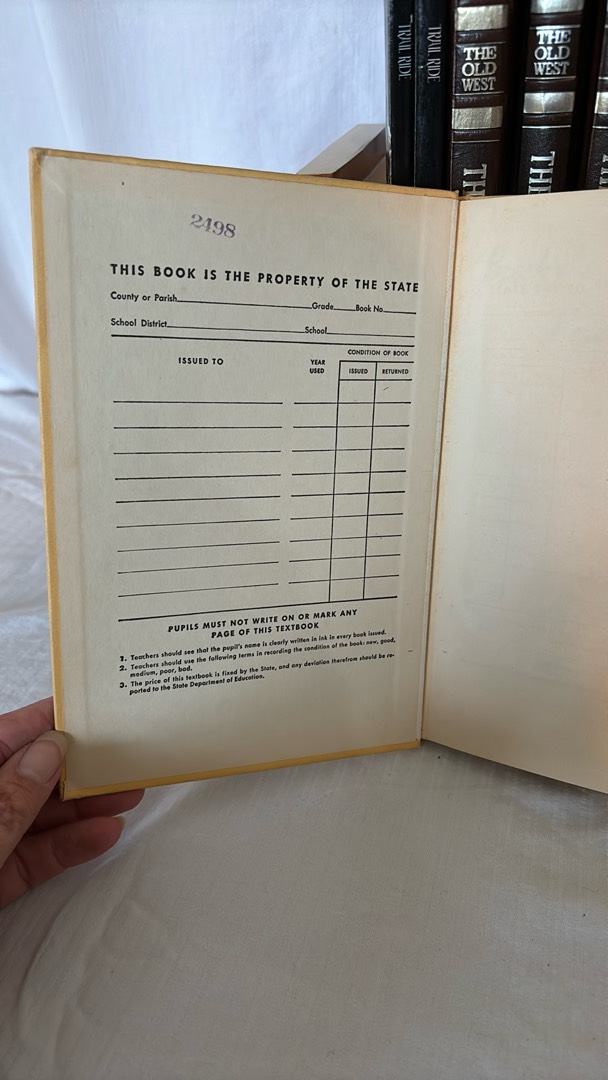 TRAIL RIDE
TRAIL RIDE
THE
OLD
WEST
THE
OLD
WEST
2498
THIS BOOK IS THE PROPERTY OF THE STATE
County or Parish Grade Book No.
School District School
ISSUED TO
YEAR
USED
CONDITION OF BOOK
ISSUED RETURNED
PUPILS MUST NOT WRITE ON OR MARK ANY
PAGE OF THIS TEXTBOOK
1. Teachers should see that the pupil's name is clearly written in ink in every book issued.
2. Teachers should use the following terms in recording the condition of the book: new, good,
medium, poor, bad.
3. The price of this textbook is fixed by the State, and any deviation therefrom should be re-
ported to the State Department of Education.